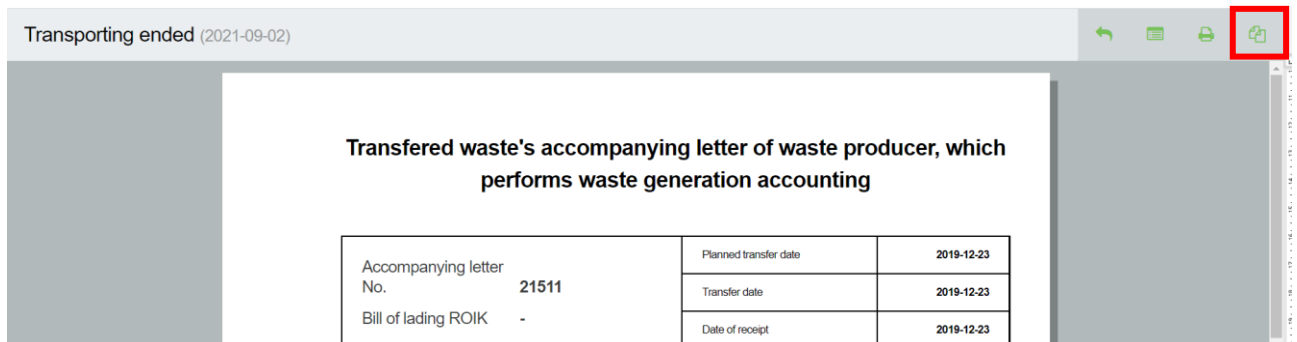 Transporting ended (2021-09-02)
Transfered waste's accompanying letter of waste producer, which
performs waste generation accounting
Accompanying letter
No. 21511
Bill of lading ROIK -
Planned transfer date 2019-12-23
Transfer date 2019-12-23
Date of receipt 2019-12-23